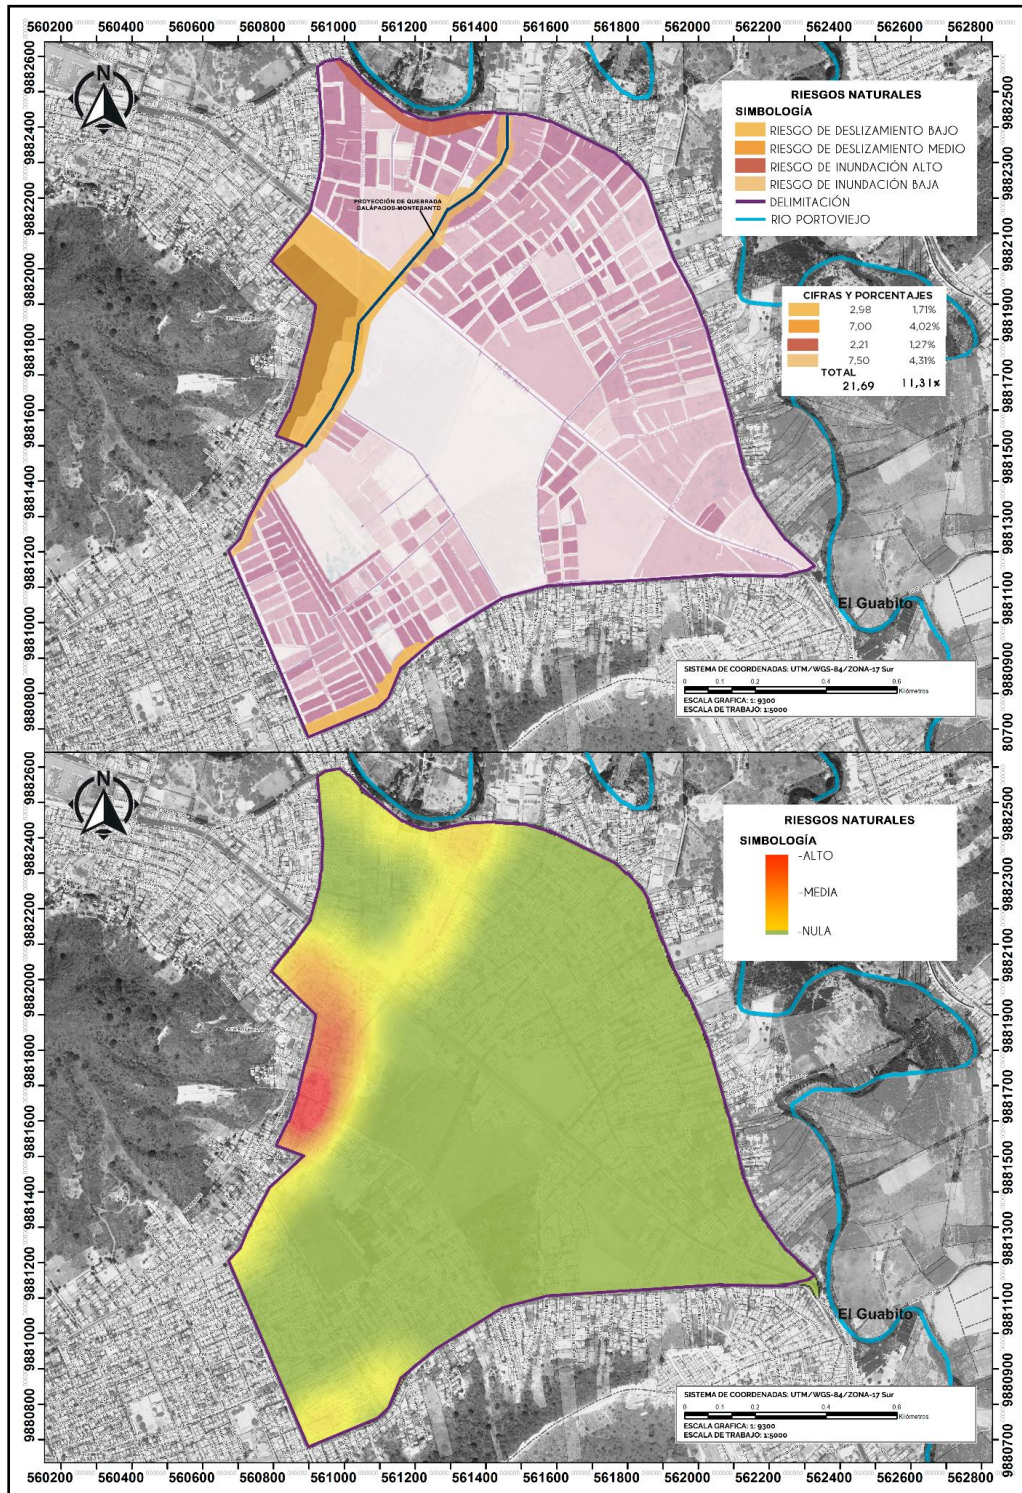 560200 560400 560600 560800 561000 561200 561400 561600 561800 562000 562200 562400 562600 562800
9882600
9882400
9882200
9882000
9881800
9881600
9881400
9881200
9881000
9880800
N
RIESGOS NATURALES
SIMBOLOGÍA
RIESGO DE DESLIZAMIENTO BAJO
RIESGO DE DESLIZAMIENTO MEDIO
RIESGO DE INUNDACIÓN ALTO
RIESGO DE INUNDACIÓN BAJA
DELIMITACIÓN
RIO PORTOVIEJO
PROYECCIÓN DE QUEBRADA
GALÁPAGOS-MONTESANTO
CIFRAS Y PORCENTAJES
2,98 1,71%
7,00 4,02%
2,21 1,27%
7,50 4,31%
TOTAL
21,69 11,31%
El Guabito
SISTEMA DE COORDENADAS: UTM/WGS-84/ZONA-17 Sur
0 0.1 0.2 0.4 0.6
Kilómetros
ESCALA GRAFICA: 1: 9300
ESCALA DE TRABAJO: 1:5000
9882500
9882300
9882100
9881900
9881700
9881500
9881300
9881100
9880900
80700
9882600
9882400
9882200
9882000
9881800
9881600
9881400
9881200
9881000
9880800
N
RIESGOS NATURALES
SIMBOLOGÍA
-ALTO
-MEDIA
-NULA
El Guabito
SISTEMA DE COORDENADAS: UTM/WGS-84/ZONA-17 Sur
0 0.1 0.2 0.4 0.6
Kilómetros
ESCALA GRAFICA: 1: 9300
ESCALA DE TRABAJO: 1:5000
9882500
9882300
9882100
9881900
9881700
9881500
9881300
9881100
9880900
9880700
560200 560400 560600 560800 561000 561200 561400 561600 561800 562000 562200 562400 562600 562800